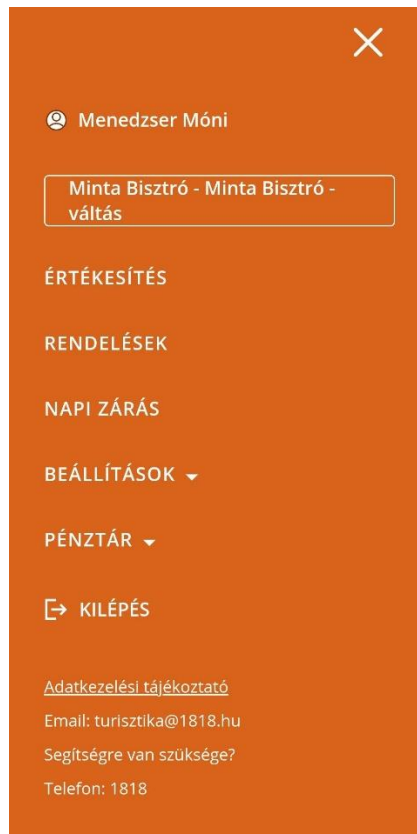 Menedzser Móni
Minta Bisztró - Minta Bisztró -
váltás
ÉRTÉKESÍTÉS
RENDELÉSEK
NAPI ZÁRÁS
BEÁLLÍTÁSOK
PÉNZTÁR
KILÉPÉS
Adatkezelési tájékoztató
Email: turisztika@1818.hu
Segítségre van szüksége?
Telefon: 1818